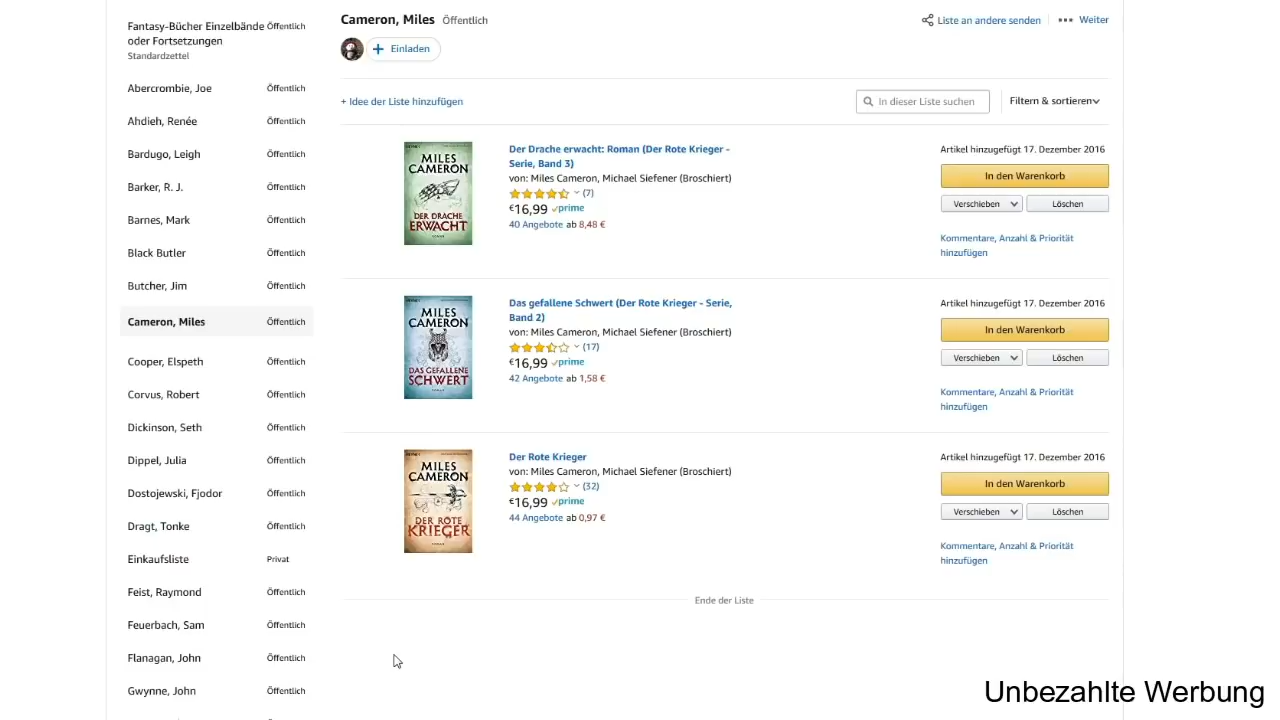 Fantasy-Bücher Einzelbände Öffentlich
oder Fortsetzungen
Standardzettel
Abercrombie, Joe Öffentlich
Ahdieh, Renée Öffentlich
Bardugo, Leigh Öffentlich
Barker, R. J. Öffentlich
Barnes, Mark Öffentlich
Black Butler Öffentlich
Butcher, Jim Öffentlich
Cameron, Miles Öffentlich
Cooper, Elspeth Öffentlich
Corvus, Robert Öffentlich
Dickinson, Seth Öffentlich
Dippel, Julia Öffentlich
Dostojewski, Fjodor Öffentlich
Dragt, Tonke Öffentlich
Einkaufsliste Privat
Feist, Raymond Öffentlich
Feuerbach, Sam Öffentlich
Flanagan, John Öffentlich
Gwynne, John Öffentlich
Cameron, Miles Öffentlich
Liste an andere senden
Weiter
+ Einladen
+ Idee der Liste hinzufügen
In dieser Liste suchen
Filtern & sortieren
MILES
CAMERON
DER DRACHE
ERWACHT
Der Drache erwacht: Roman (Der Rote Krieger -
Serie, Band 3)
von: Miles Cameron, Michael Siefener (Broschiert)
(7)
€16,99 prime
40 Angebote ab 8,48 €
Artikel hinzugefügt 17. Dezember 2016
In den Warenkorb
Verschieben Löschen
Kommentare, Anzahl & Priorität
hinzufügen
MILES
CAMERON
DAS GEFALLENE
SCHWERT
Das gefallene Schwert (Der Rote Krieger - Serie,
Band 2)
von: Miles Cameron, Michael Siefener (Broschiert)
(17)
€16,99 prime
42 Angebote ab 1,58 €
Artikel hinzugefügt 17. Dezember 2016
In den Warenkorb
Verschieben Löschen
Kommentare, Anzahl & Priorität
hinzufügen
MILES
CAMERON
DER ROTE
KRIEGER
Der Rote Krieger
von: Miles Cameron, Michael Siefener (Broschiert)
(32)
€16,99 prime
44 Angebote ab 0,97 €
Artikel hinzugefügt 17. Dezember 2016
In den Warenkorb
Verschieben Löschen
Kommentare, Anzahl & Priorität
hinzufügen
Ende der Liste
Unbezahlte Werbung